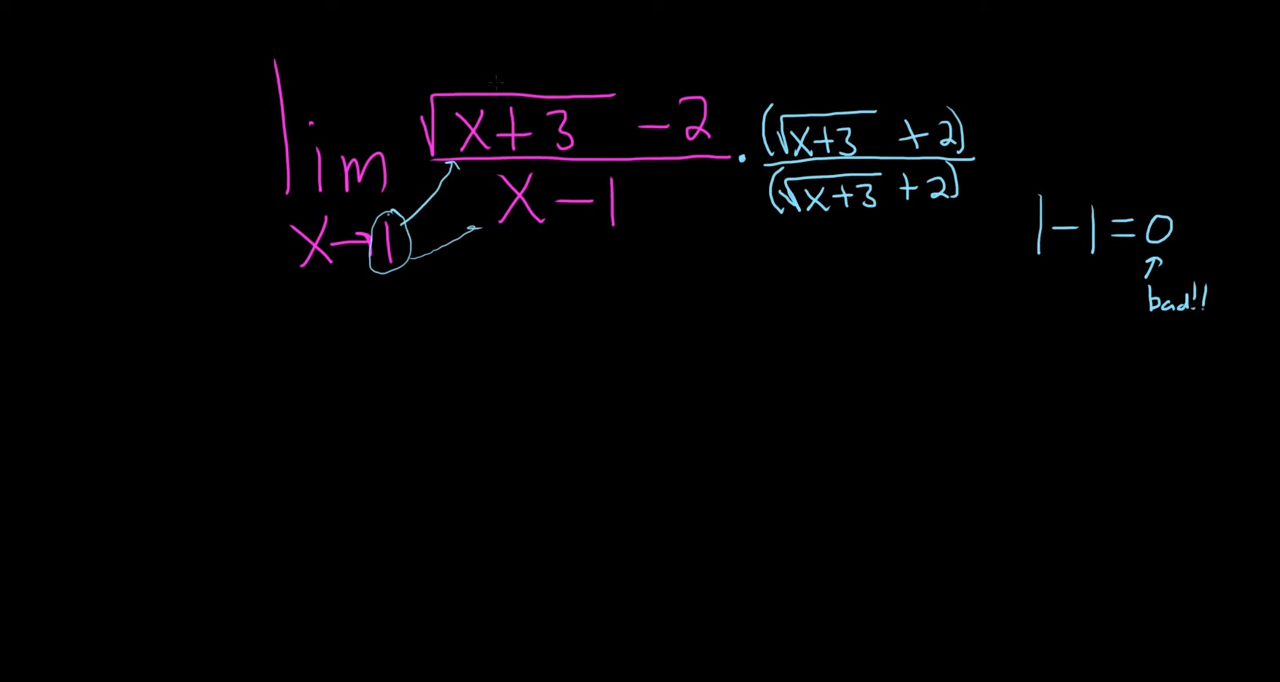 lim x→1 (√(x+3) - 2)/(x-1) · (√(x+3) + 2)/(√(x+3) + 2)
1-1=0
↑
bad!!